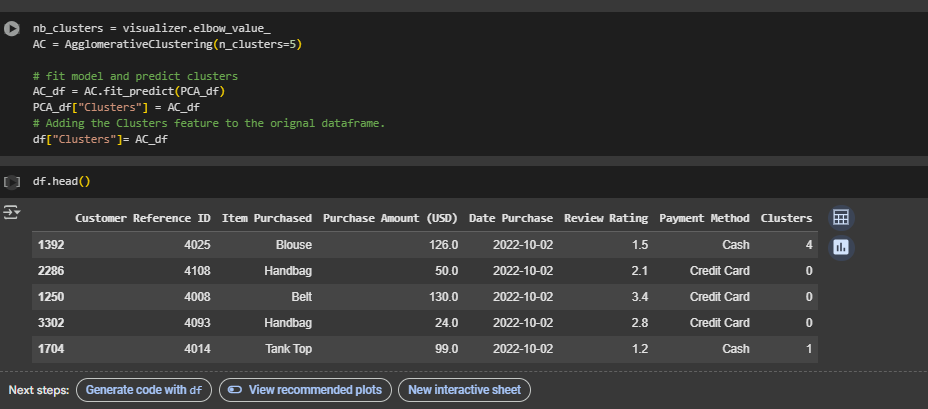 nb_clusters = visualizer.elbow_value_
AC = AgglomerativeClustering(n_clusters=5)
# fit model and predict clusters
AC_df = AC.fit_predict(PCA_df)
PCA_df["Clusters"] = AC_df
# Adding the Clusters feature to the orignal dataframe.
df["Clusters"]= AC_df
df.head()
Customer Reference ID Item Purchased Purchase Amount (USD) Date Purchase Review Rating Payment Method Clusters
1392 4025 Blouse 126.0 2022-10-02 1.5 Cash 4
2286 4108 Handbag 50.0 2022-10-02 2.1 Credit Card 0
1250 4008 Belt 130.0 2022-10-02 3.4 Credit Card 0
3302 4093 Handbag 24.0 2022-10-02 2.8 Credit Card 0
1704 4014 Tank Top 99.0 2022-10-02 1.2 Cash 1
Next steps: Generate code with df View recommended plots New interactive sheet